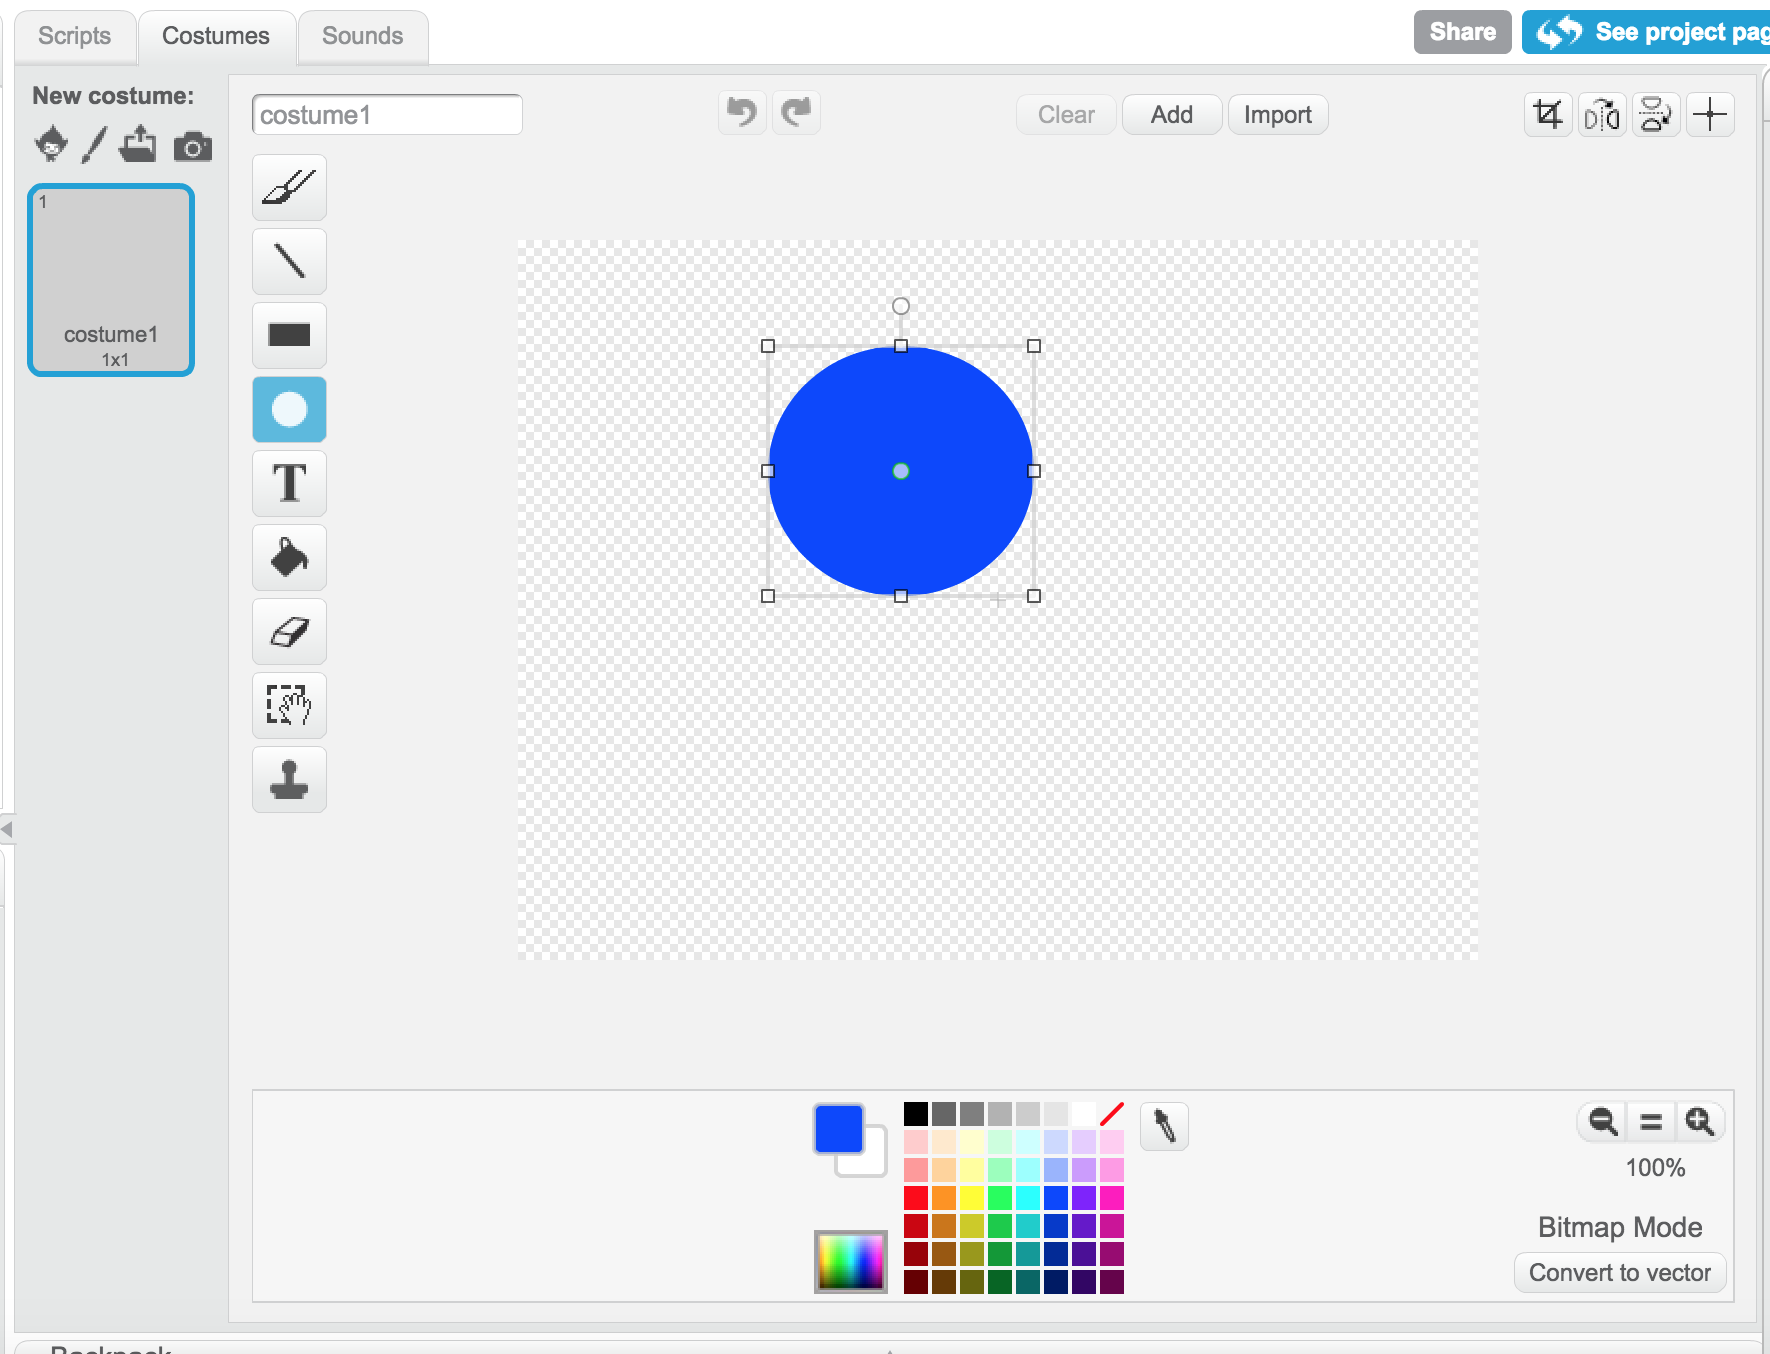 Scripts
Costumes
Sounds
Share
See project pag
New costume:
costume1
Clear
Add
Import
1
costume1
1x1
T
100%
Bitmap Mode
Convert to vector
Backpack